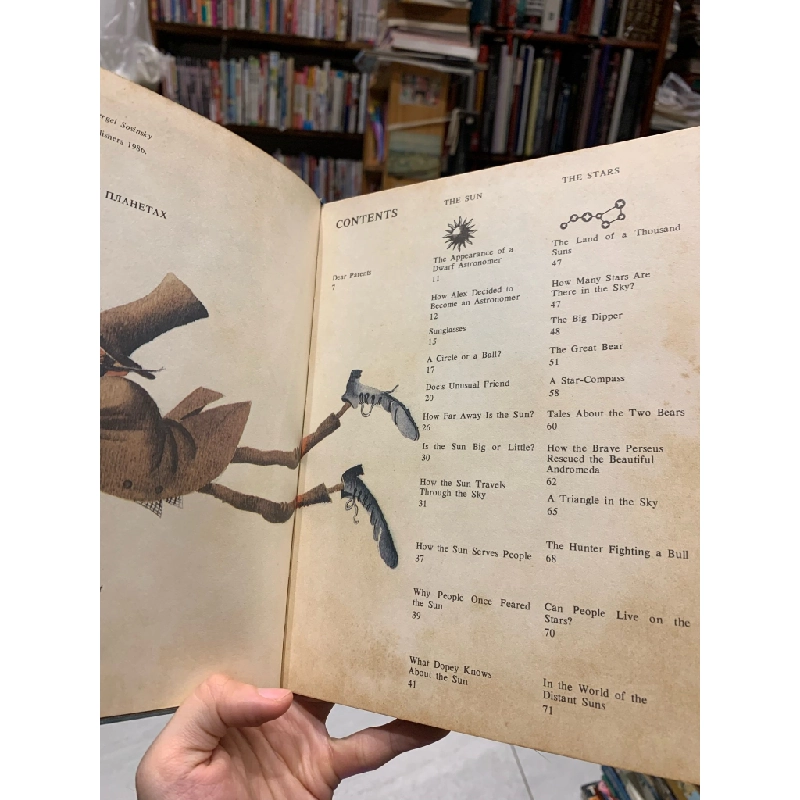 Sosinsky
1986.
ПЛАНЕТАХ
CONTENTS
Dear Parents
7
THE SUN
The Appearance of a
Dwarf Astronomer
11
How Alex Decided to
Become an Astronomer
12
Sunglasses
15
A Circle or a Ball?
17
Doc's Unusual Friend
20
How Far Away Is the Sun?
26
Is the Sun Big or Little?
30
How the Sun Travels
Through the Sky
31
How the Sun Serves People
37
Why People Once Feared
the Sun
39
What Dopey Knows
About the Sun
41
THE STARS
The Land of a Thousand
Suns
47
How Many Stars Are
There in the Sky?
47
The Big Dipper
48
The Great Bear
51
A Star-Compass
58
Tales About the Two Bears
60
How the Brave Perseus
Rescued the Beautiful
Andromeda
62
A Triangle in the Sky
65
The Hunter Fighting a Bull
68
Can People Live on the
Stars?
70
In the World of the
Distant Suns
71